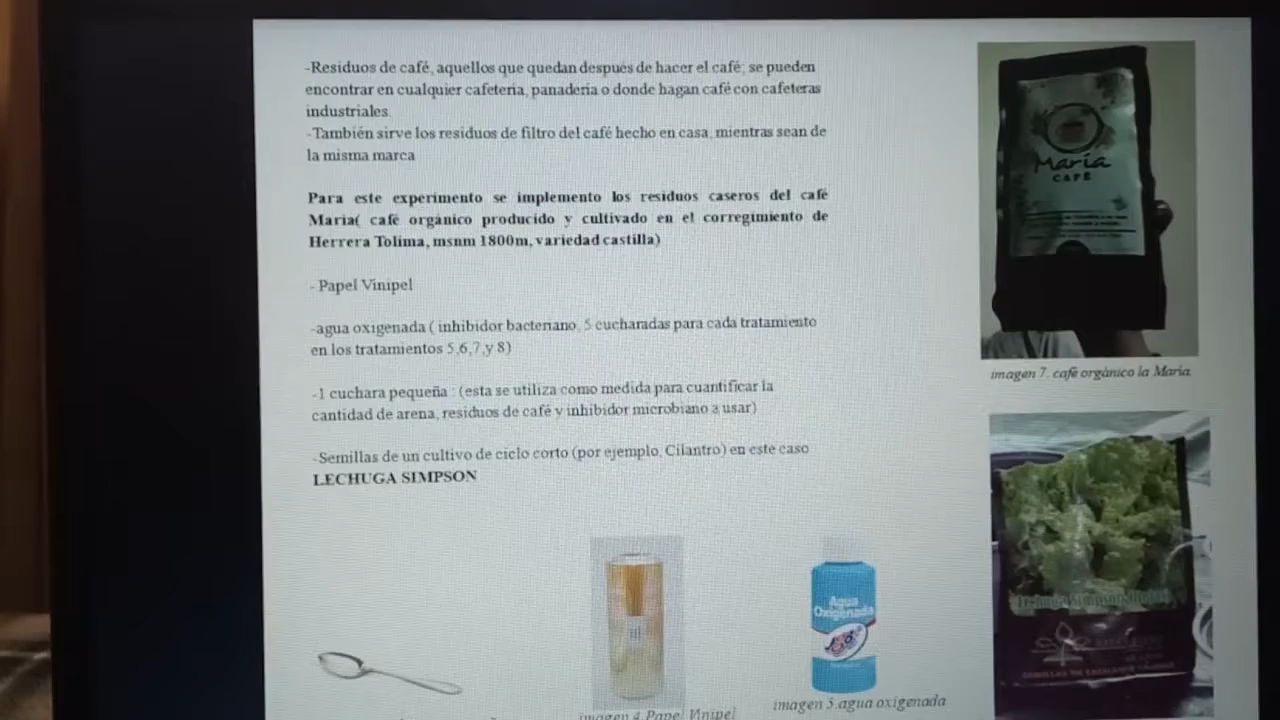 -Residuos de café, aquellos que quedan después de hacer el café; se pueden
encontrar en cualquier cafetería, panadería o donde hagan café con cafeteras
industriales.
-También sirve los residuos de filtro del café hecho en casa, mientras sean de
la misma marca
Para este experimento se implemento los residuos caseros del café
Maria( café orgánico producido y cultivado en el corregimiento de
Herrera Tolima, msnm 1800m, variedad castilla)
- Papel Vinipel
-agua oxigenada ( inhibidor bacteriano, 5 cucharadas para cada tratamiento
en los tratamientos 5,6,7,y 8)
-1 cuchara pequeña : (esta se utiliza como medida para cuantificar la
cantidad de arena, residuos de café y inhibidor microbiano a usar)
-Semillas de un cultivo de ciclo corto (por ejemplo, Cilantro) en este caso
LECHUGA SIMPSON
María
CAFÉ
imagen 7. café orgánico la María
Lechuga Simpson
Agua
Oxigenada
imagen 4.Papel Vinipel
imagen 5.agua oxigenada